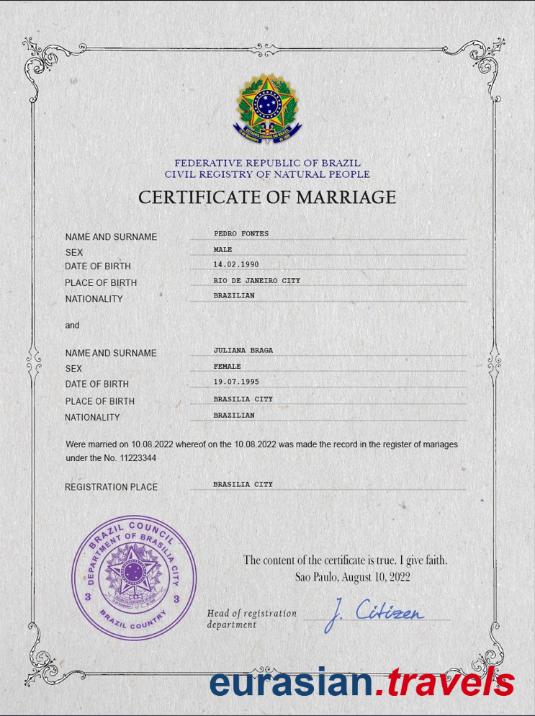 FEDERATIVE REPUBLIC OF BRAZIL
CIVIL REGISTRY OF NATURAL PEOPLE
CERTIFICATE OF MARRIAGE
NAME AND SURNAME PEDRO FONTES
SEX MALE
DATE OF BIRTH 14.02.1990
PLACE OF BIRTH RIO DE JANEIRO CITY
NATIONALITY BRAZILIAN
and
NAME AND SURNAME JULIANA BRAGA
SEX FEMALE
DATE OF BIRTH 19.07.1995
PLACE OF BIRTH BRASILIA CITY
NATIONALITY BRAZILIAN
Were married on 10.08.2022 whereof on the 10.08.2022 was made the record in the register of mariages
under the No. 11223344
REGISTRATION PLACE BRASILIA CITY
BRAZIL COUNCIL
DEPARTMENT OF BRASILIA CITY
3 3
BRAZIL COUNTRY
The content of the certificate is true. I give faith.
Sao Paulo, August 10, 2022
Head of registration
department
J. Citizen
eurasian.travels